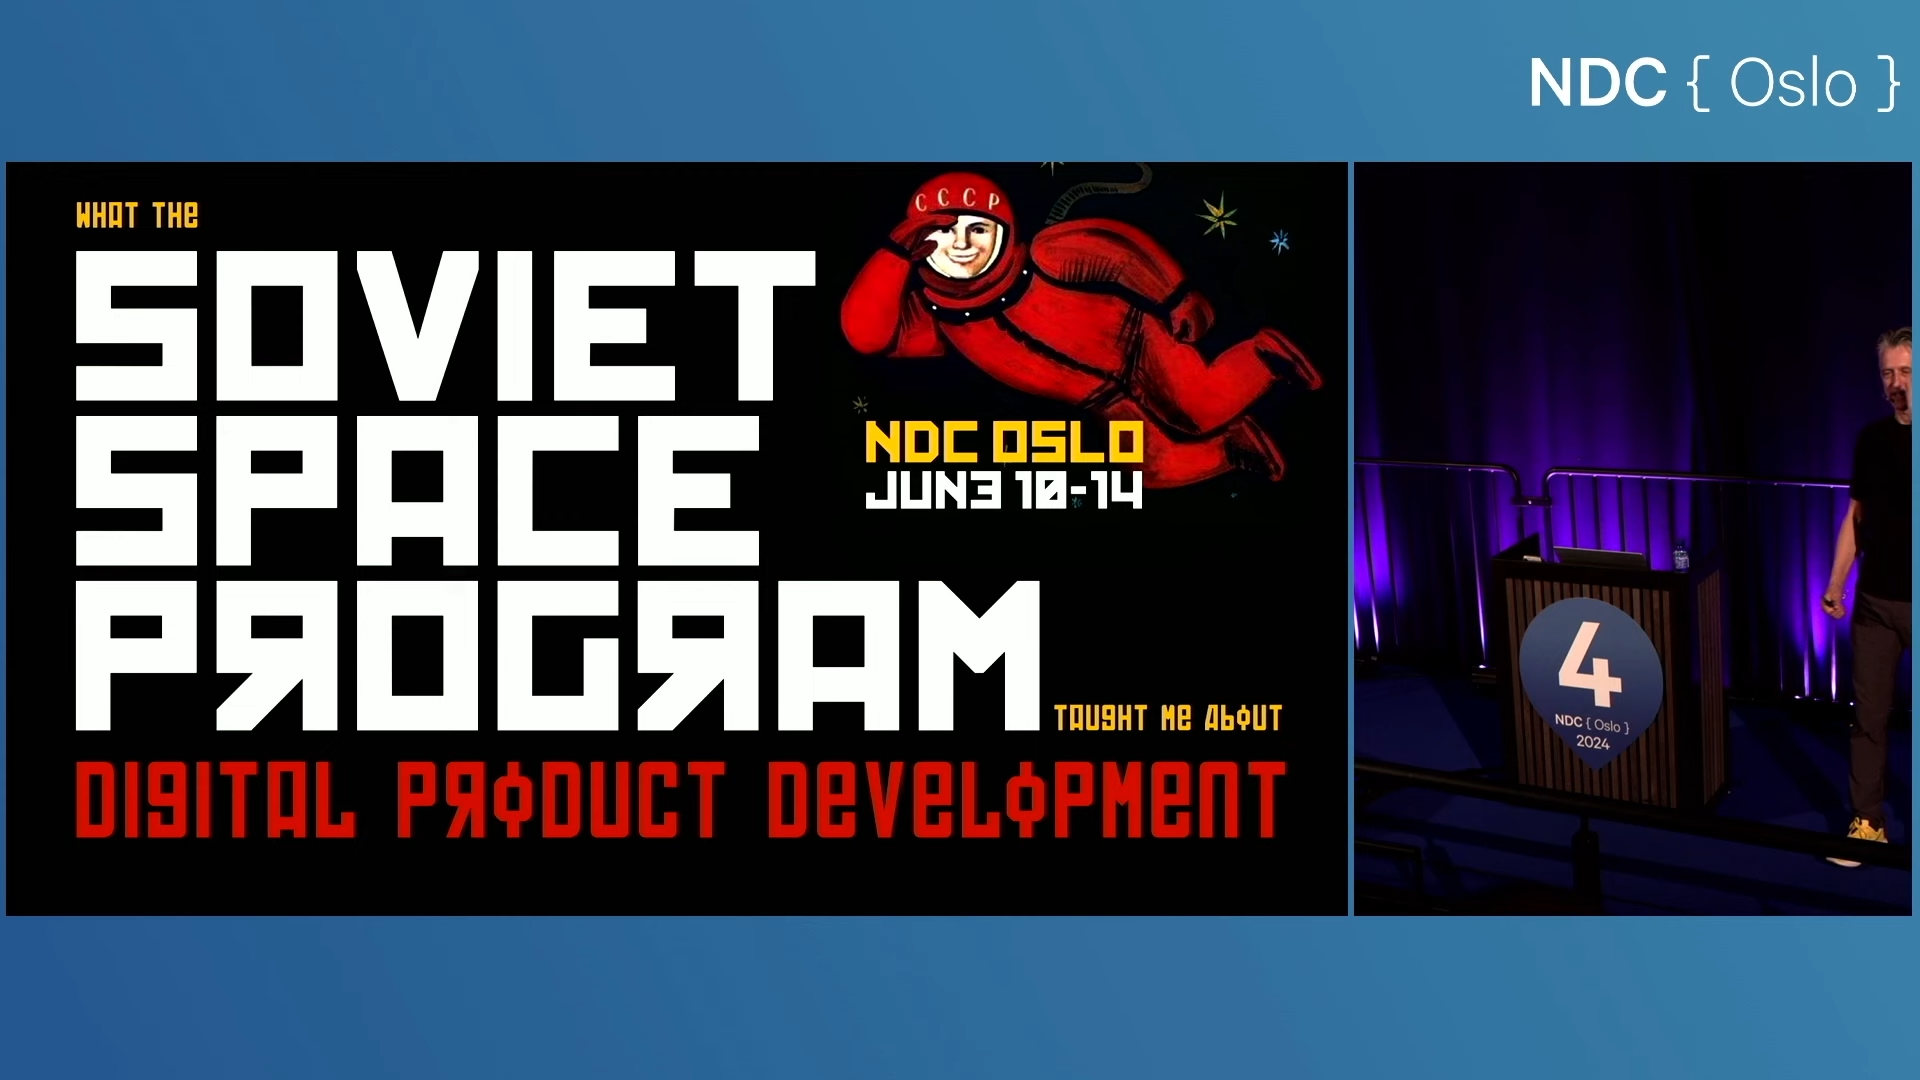 NDC { Oslo }
WHAT THE
SOVIET
SPACE
PROGRAM
TAUGHT ME ABOUT
DIGITAL PRODUCT DEVELOPMENT
CCCP
NDC OSLO
JUNE 10-14
4
NDC { Oslo }
2024